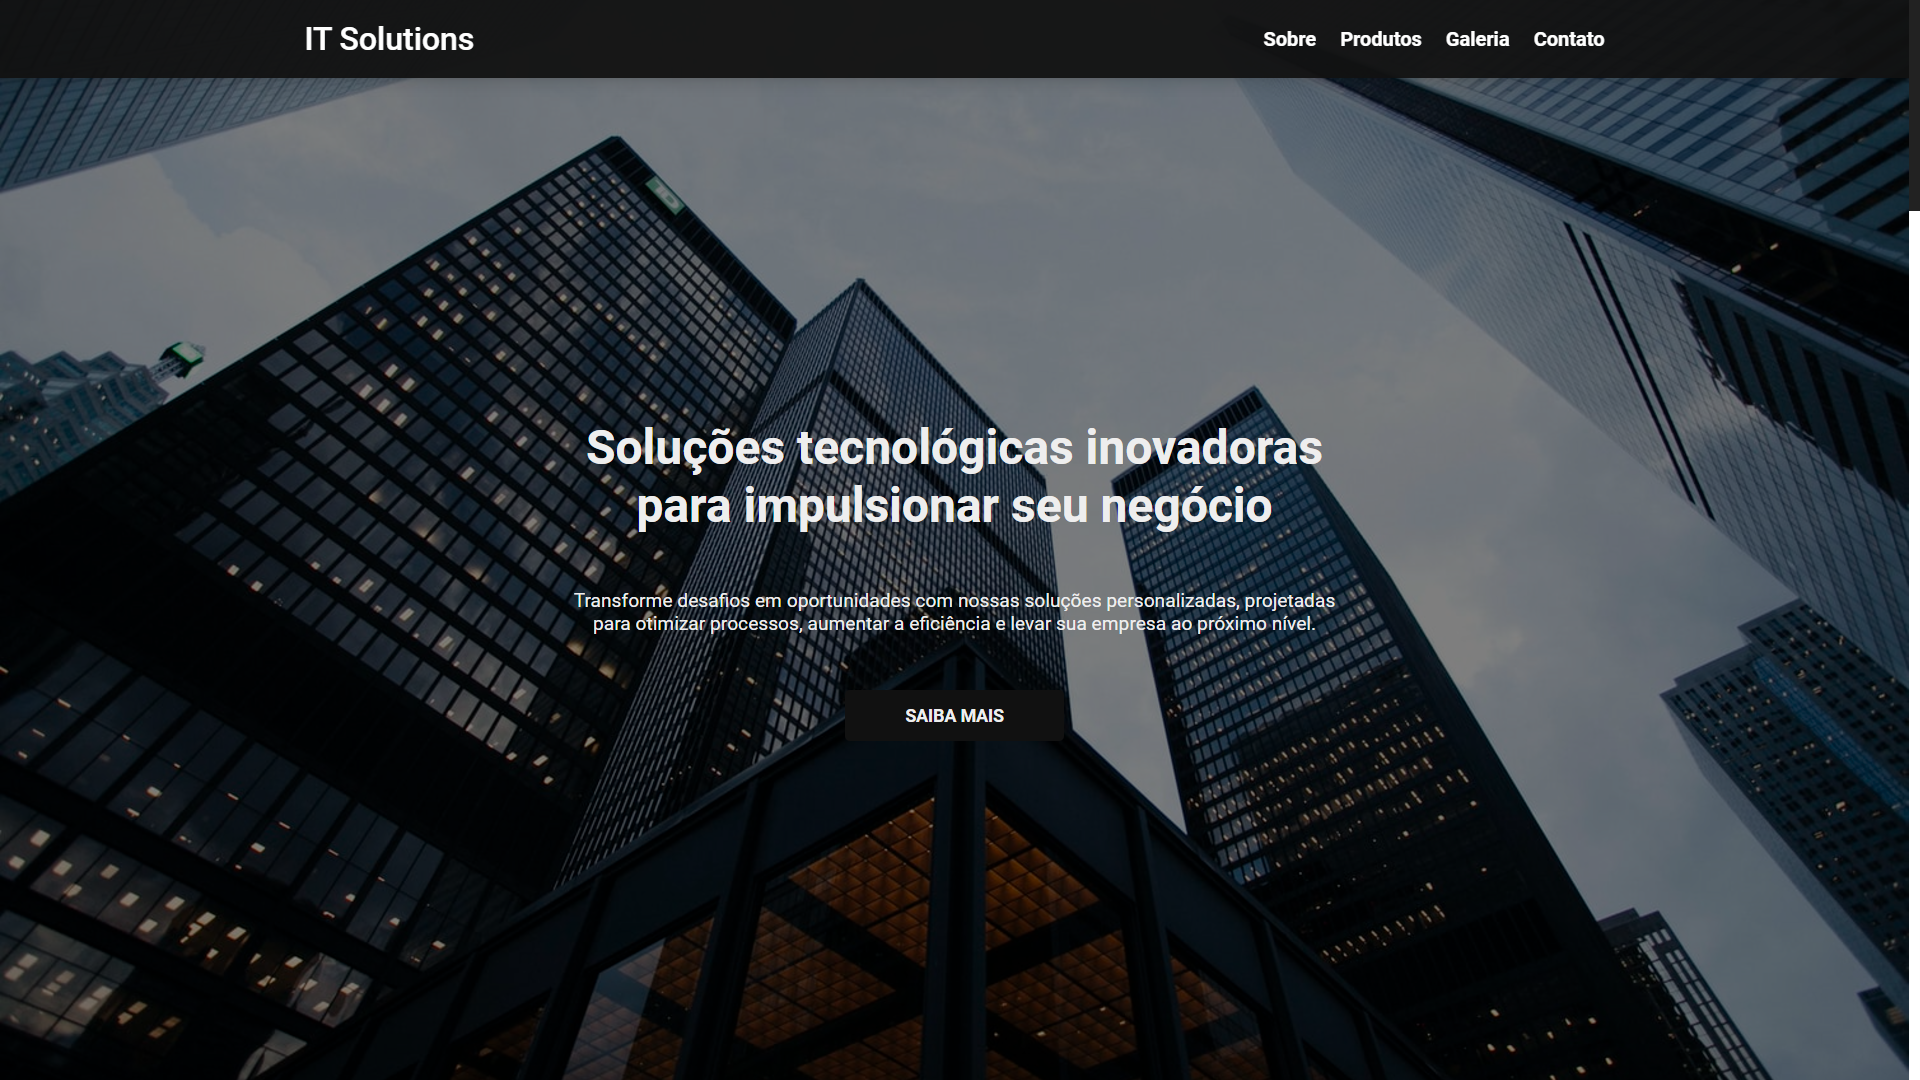 IT Solutions
Sobre Produtos Galeria Contato
Soluções tecnológicas inovadoras
para impulsionar seu negócio
Transforme desafios em oportunidades com nossas soluções personalizadas, projetadas
para otimizar processos, aumentar a eficiência e levar sua empresa ao próximo nível.
SAIBA MAIS